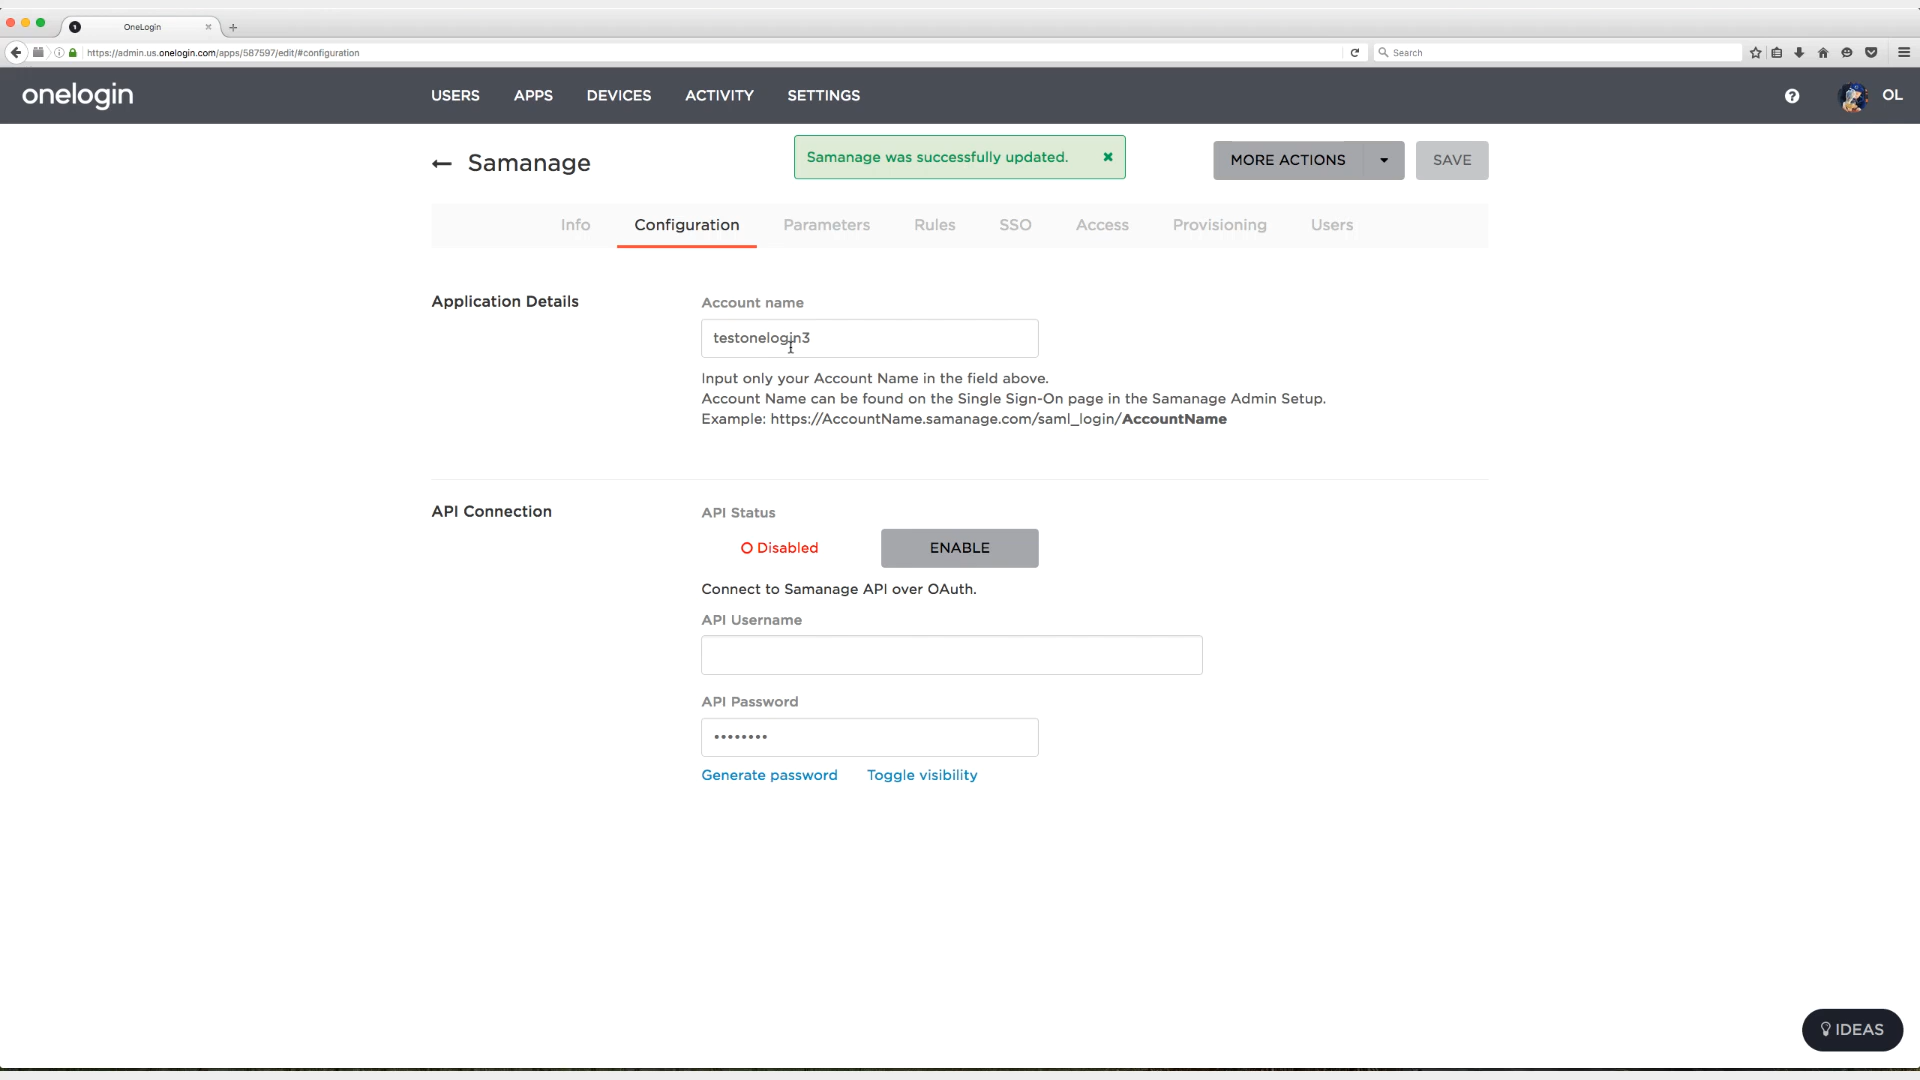 OneLogin
https://admin.us.onelogin.com/apps/587597/edit/#configuration
Search
onelogin
USERS
APPS
DEVICES
ACTIVITY
SETTINGS
OL
Samanage
Samanage was successfully updated.
MORE ACTIONS
SAVE
Info
Configuration
Parameters
Rules
SSO
Access
Provisioning
Users
Application Details
Account name
testonelogin3
Input only your Account Name in the field above.
Account Name can be found on the Single Sign-On page in the Samanage Admin Setup.
Example: https://AccountName.samanage.com/saml_login/AccountName
API Connection
API Status
Disabled
ENABLE
Connect to Samanage API over OAuth.
API Username
API Password
••••••••
Generate password
Toggle visibility
IDEAS